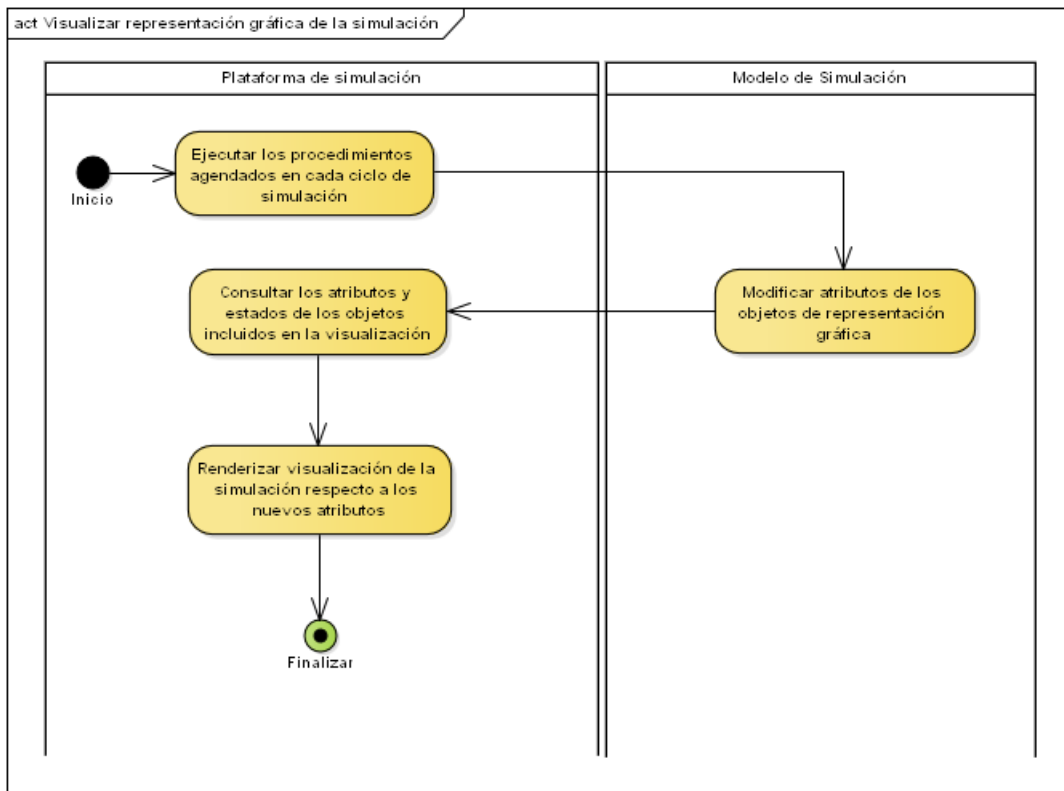 act Visualizar representación gráfica de la simulación
Plataforma de simulación
Modelo de Simulación
Ejecutar los procedimientos
agendados en cada ciclo de
simulación
Inicio
Consultar los atributos y
estados de los objetos
incluidos en la visualización
Modificar atributos de los
objetos de representación
gráfica
Renderizar visualización de la
simulación respecto a los
nuevos atributos
Finalizar